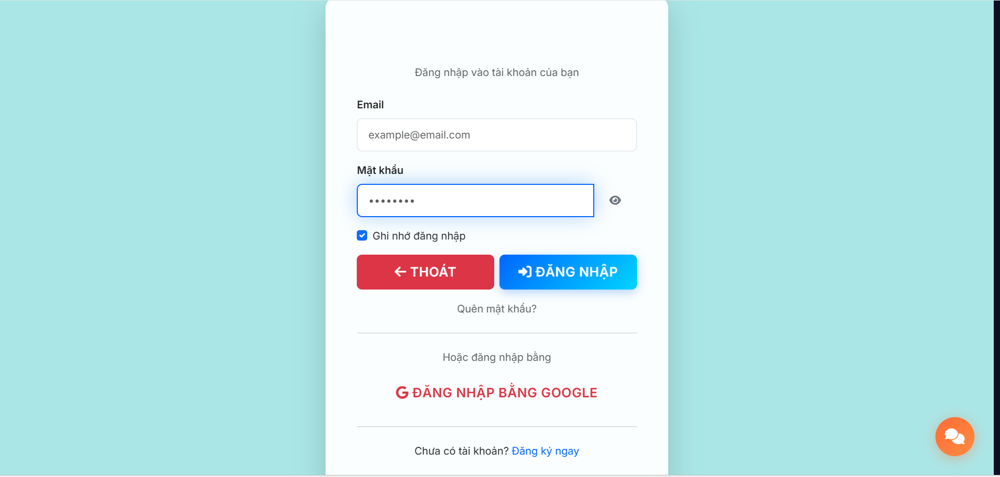 Đăng nhập vào tài khoản của bạn
Email
example@email.com
Mật khẩu
••••••••
Ghi nhớ đăng nhập
THOÁT
ĐĂNG NHẬP
Quên mật khẩu?
Hoặc đăng nhập bằng
ĐĂNG NHẬP BẰNG GOOGLE
Chưa có tài khoản? Đăng ký ngay